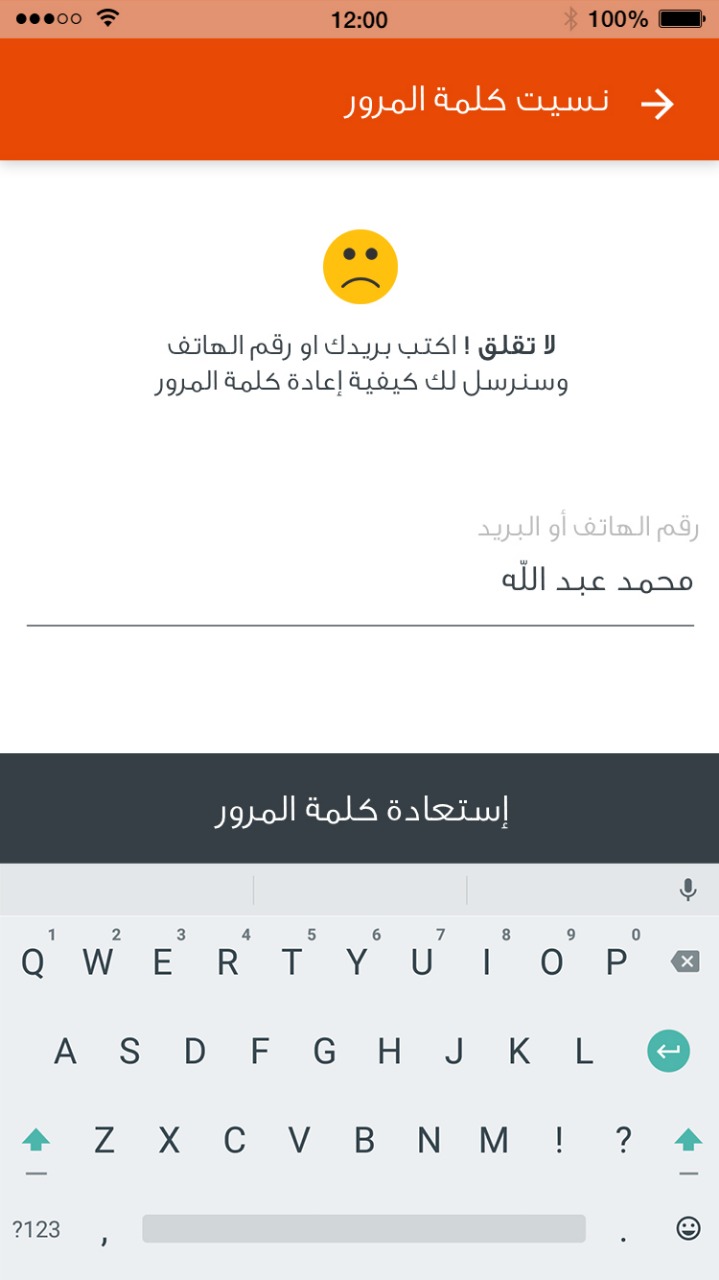 12:00
100%
نسيت كلمة المرور
لا تقلق ! اكتب بريدك او رقم الهاتف
وسنرسل لك كيفية إعادة كلمة المرور
رقم الهاتف أو البريد
محمد عبد اللّه
إستعادة كلمة المرور
1 2 3 4 5 6 7 8 9 0
Q W E R T Y U I O P
A S D F G H J K L
Z X C V B N M ! ?
?123 , .